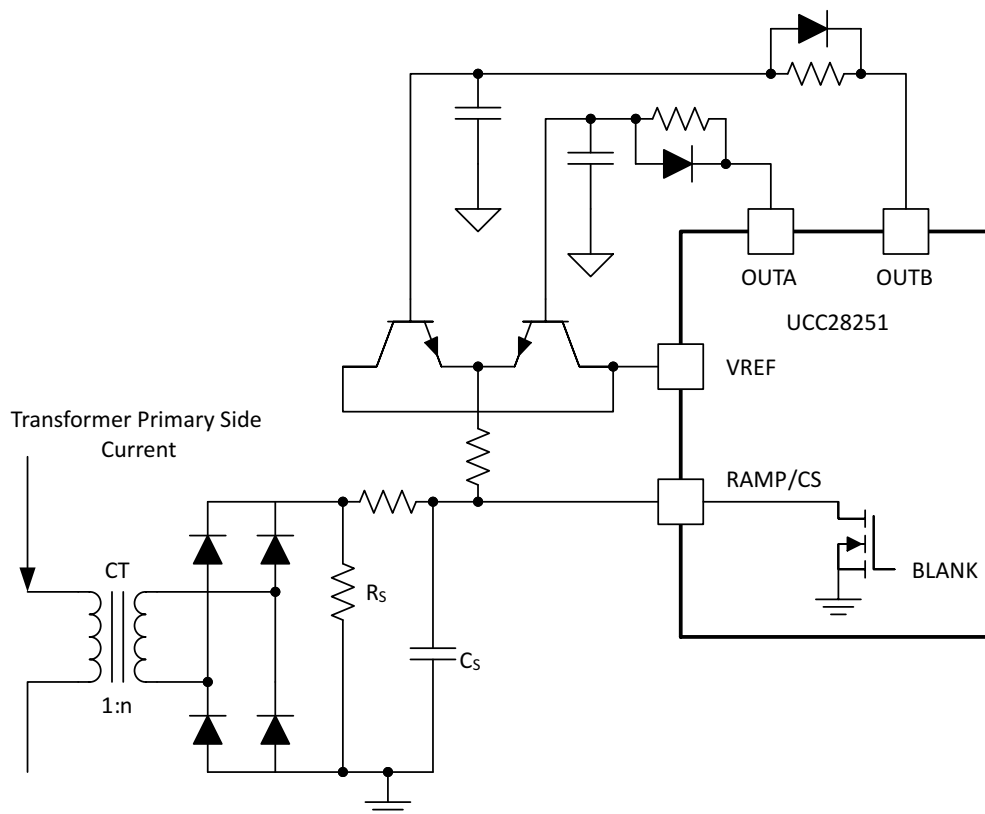 OUTA
OUTB
UCC28251
VREF
Transformer Primary Side
Current
RAMP/CS
CT
RS
BLANK
CS
1:n